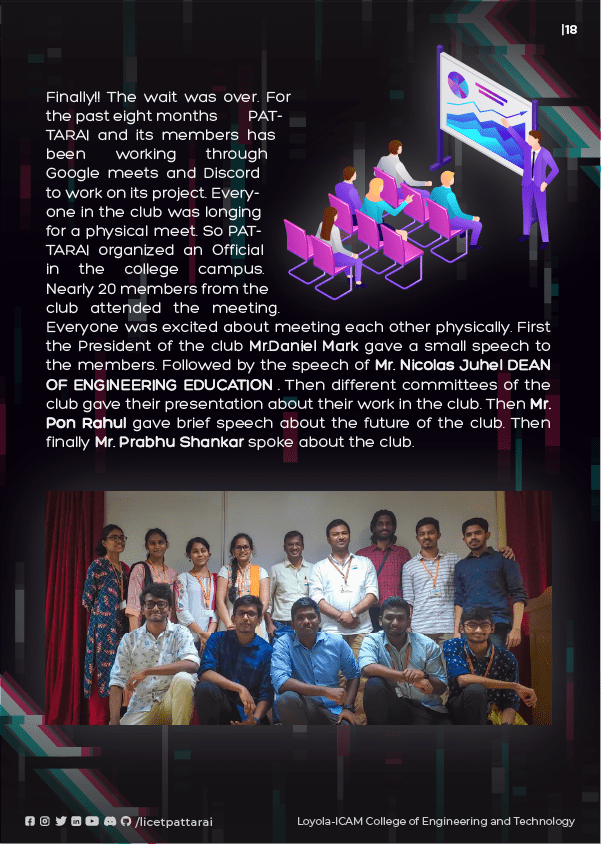 |18
Finally!! The wait was over. For
the past eight months PAT-
TARAI and its members has
been working through
Google meets and Discord
to work on its project. Every-
one in the club was longing
for a physical meet. So PAT-
TARAI organized an Official
in the college campus.
Nearly 20 members from the
club attended the meeting.
Everyone was excited about meeting each other physically. First
the President of the club Mr.Daniel Mark gave a small speech to
the members. Followed by the speech of Mr. Nicolas Juhel DEAN
OF ENGINEERING EDUCATION . Then different committees of the
club gave their presentation about their work in the club. Then Mr.
Pon Rahul gave brief speech about the future of the club. Then
finally Mr. Prabhu Shankar spoke about the club.
/licetpattarai
Loyola-ICAM College of Engineering and Technology